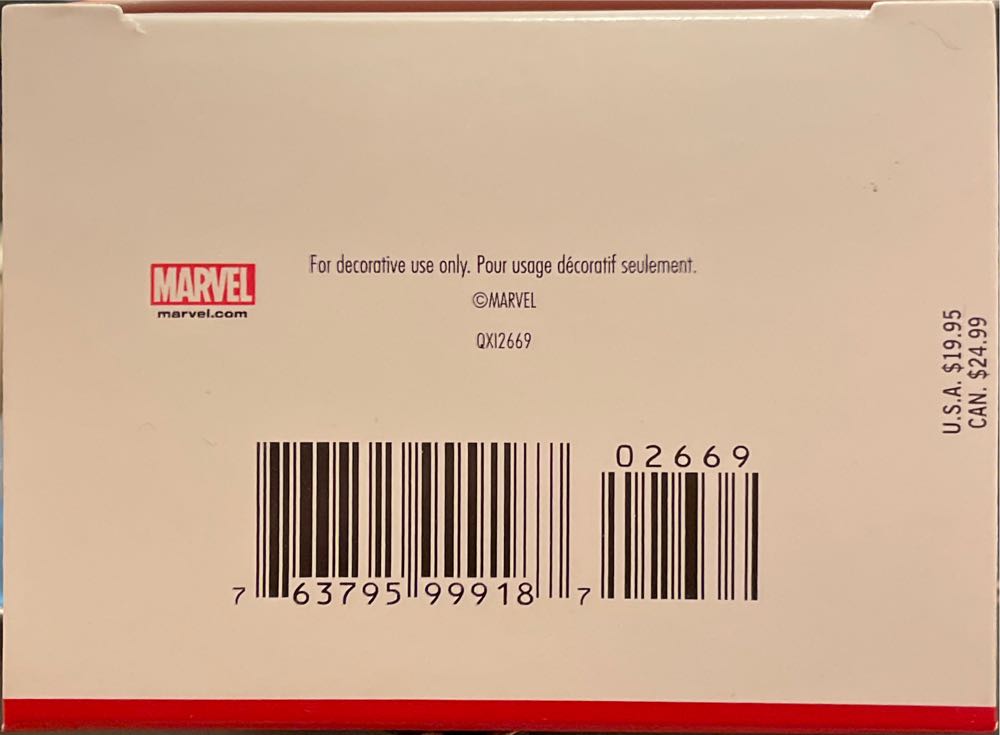 MARVEL
marvel.com
For decorative use only. Pour usage décoratif seulement.
©MARVEL
QXI2669
U.S.A. $19.95
CAN. $24.99
02669
7 63795 99918 7